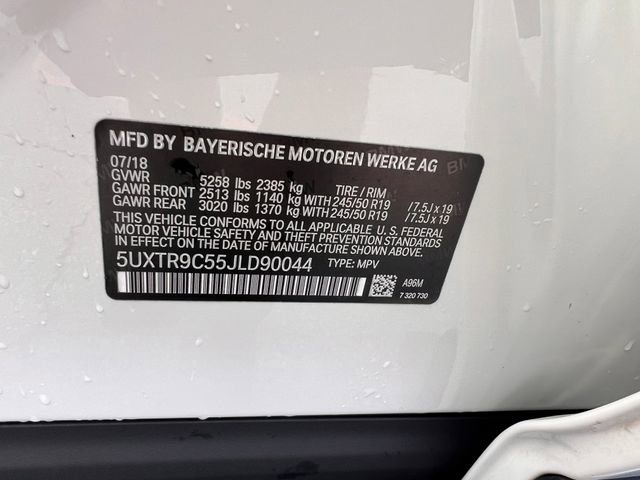 MFD BY BAYERISCHE MOTOREN WERKE AG
07/18
GVWR 5258 lbs 2385 kg TIRE / RIM
GAWR FRONT 2513 lbs 1140 kg WITH 245/50 R19 /7.5J x 19
GAWR REAR 3020 lbs 1370 kg WITH 245/50 R19 /7.5J x 19
THIS VEHICLE CONFORMS TO ALL APPLICABLE U.S. FEDERAL
MOTOR VEHICLE SAFETY AND THEFT PREVENTION STANDARDS
IN EFFECT ON THE DATE OF MANUFACTURE SHOWN ABOVE.
5UXTR9C55JLD90044 TYPE: MPV
A96M
7 320 730